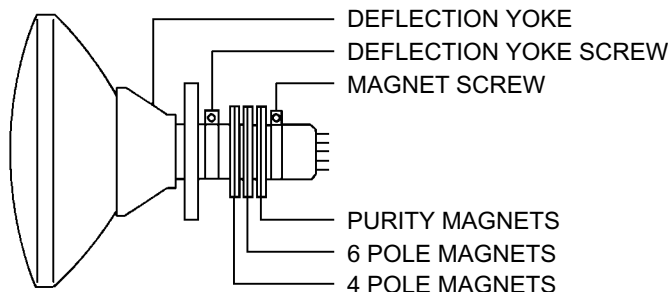 DEFLECTION YOKE
DEFLECTION YOKE SCREW
MAGNET SCREW
PURITY MAGNETS
6 POLE MAGNETS
4 POLE MAGNETS